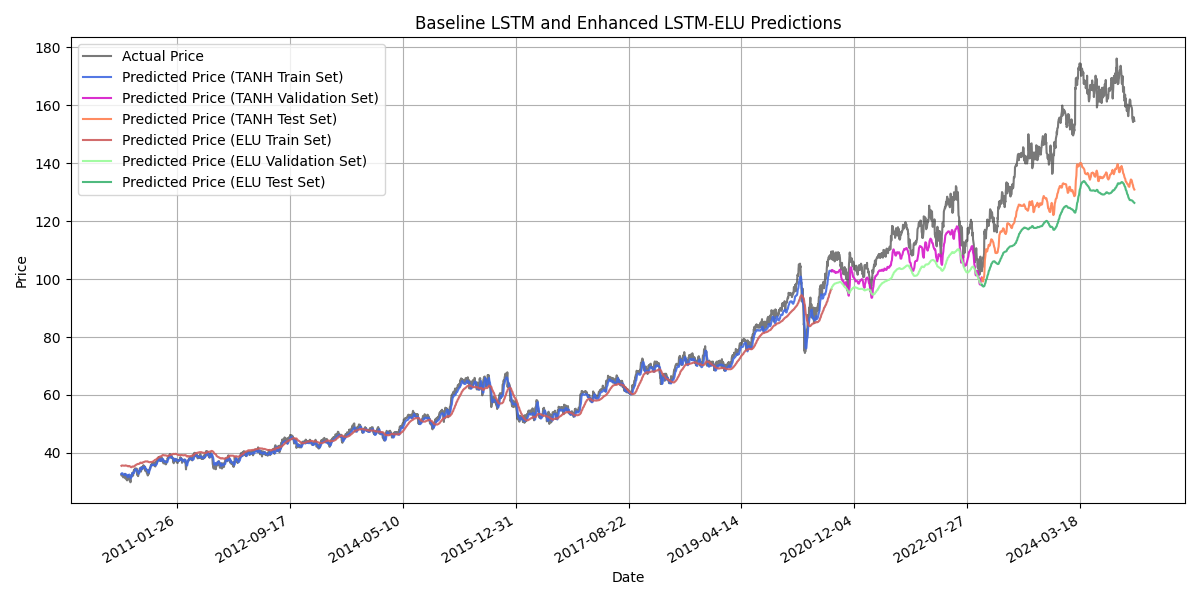 Baseline LSTM and Enhanced LSTM-ELU Predictions
Actual Price
Predicted Price (TANH Train Set)
Predicted Price (TANH Validation Set)
Predicted Price (TANH Test Set)
Predicted Price (ELU Train Set)
Predicted Price (ELU Validation Set)
Predicted Price (ELU Test Set)
180
160
140
120
100
80
60
40
Price
2011-01-26
2012-09-17
2014-05-10
2015-12-31
2017-08-22
2019-04-14
2020-12-04
2022-07-27
2024-03-18
Date